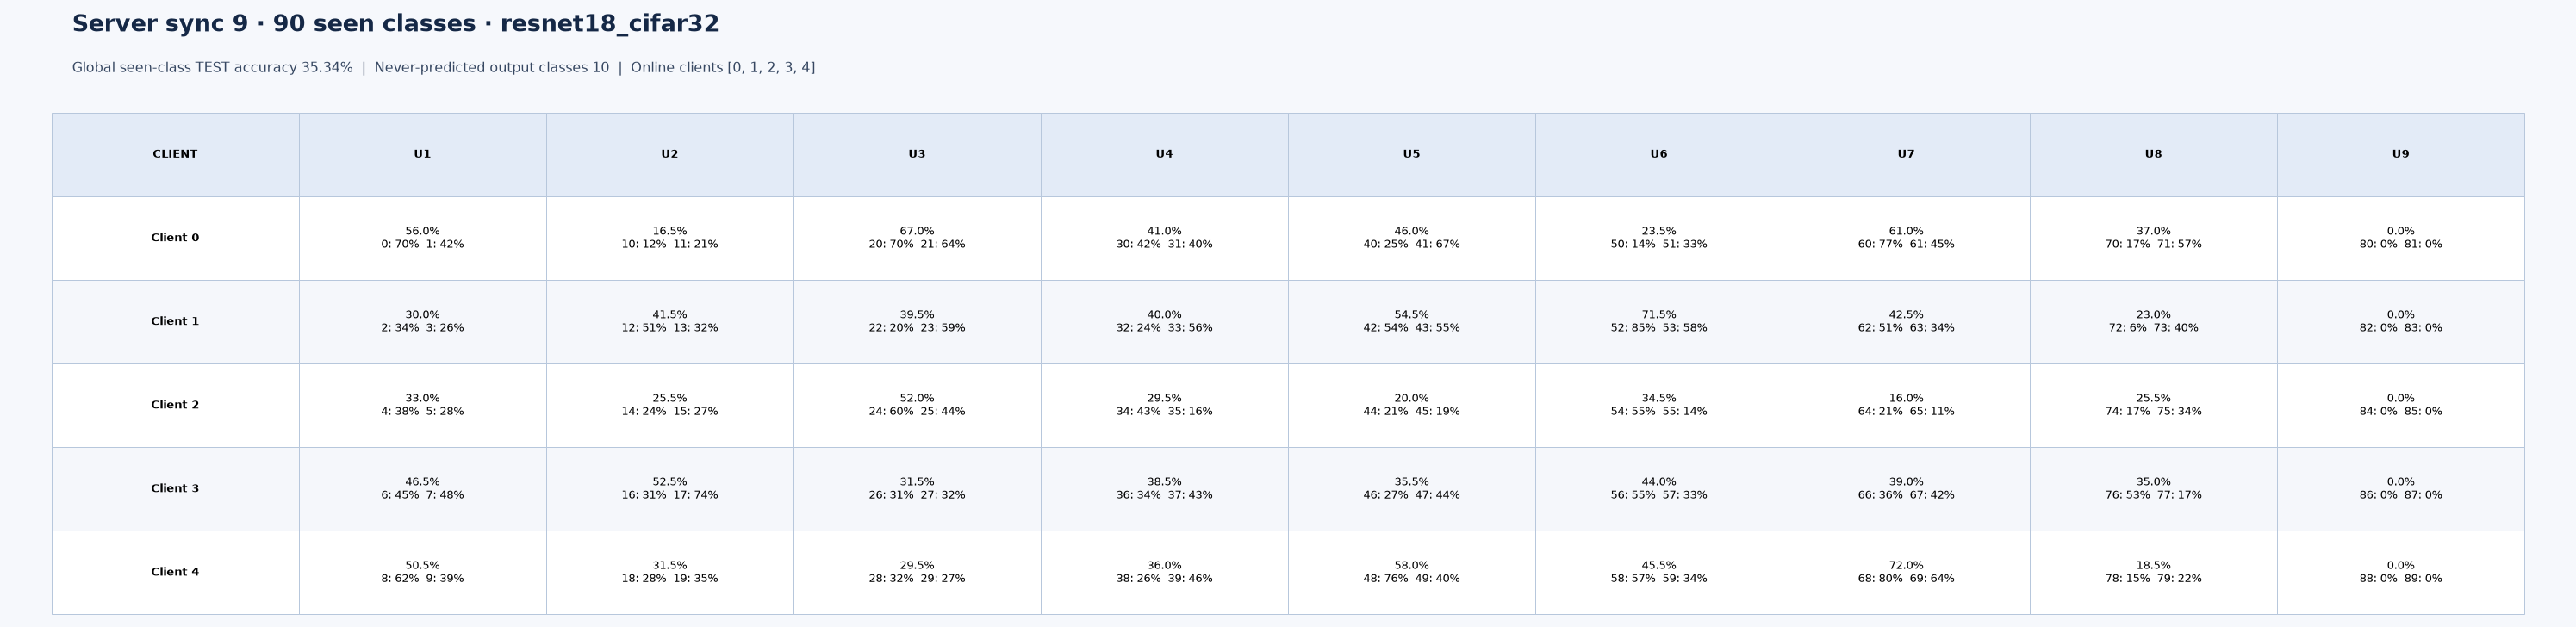 Server sync 9 · 90 seen classes · resnet18_cifar32
Global seen-class TEST accuracy 35.34% | Never-predicted output classes 10 | Online clients [0, 1, 2, 3, 4]
CLIENT U1 U2 U3 U4 U5 U6 U7 U8 U9
Client 0
56.0%
0: 70% 1: 42%
16.5%
10: 12% 11: 21%
67.0%
20: 70% 21: 64%
41.0%
30: 42% 31: 40%
46.0%
40: 25% 41: 67%
23.5%
50: 14% 51: 33%
61.0%
60: 77% 61: 45%
37.0%
70: 17% 71: 57%
0.0%
80: 0% 81: 0%
Client 1
30.0%
2: 34% 3: 26%
41.5%
12: 51% 13: 32%
39.5%
22: 20% 23: 59%
40.0%
32: 24% 33: 56%
54.5%
42: 54% 43: 55%
71.5%
52: 85% 53: 58%
42.5%
62: 51% 63: 34%
23.0%
72: 6% 73: 40%
0.0%
82: 0% 83: 0%
Client 2
33.0%
4: 38% 5: 28%
25.5%
14: 24% 15: 27%
52.0%
24: 60% 25: 44%
29.5%
34: 43% 35: 16%
20.0%
44: 21% 45: 19%
34.5%
54: 55% 55: 14%
16.0%
64: 21% 65: 11%
25.5%
74: 17% 75: 34%
0.0%
84: 0% 85: 0%
Client 3
46.5%
6: 45% 7: 48%
52.5%
16: 31% 17: 74%
31.5%
26: 31% 27: 32%
38.5%
36: 34% 37: 43%
35.5%
46: 27% 47: 44%
44.0%
56: 55% 57: 33%
39.0%
66: 36% 67: 42%
35.0%
76: 53% 77: 17%
0.0%
86: 0% 87: 0%
Client 4
50.5%
8: 62% 9: 39%
31.5%
18: 28% 19: 35%
29.5%
28: 32% 29: 27%
36.0%
38: 26% 39: 46%
58.0%
48: 76% 49: 40%
45.5%
58: 57% 59: 34%
72.0%
68: 80% 69: 64%
18.5%
78: 15% 79: 22%
0.0%
88: 0% 89: 0%